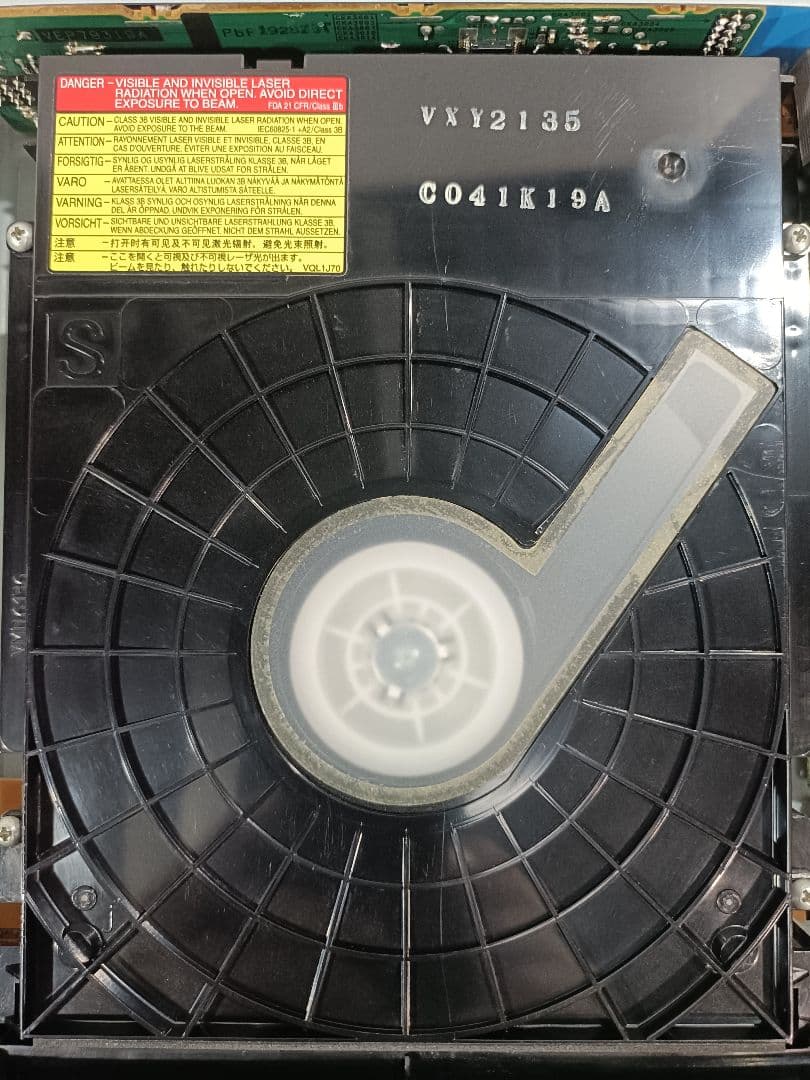 VEP79319A
PbF
DANGER – VISIBLE AND INVISIBLE LASER
RADIATION WHEN OPEN. AVOID DIRECT
EXPOSURE TO BEAM. FDA 21 CFR/Class Ⅲb
CAUTION – CLASS 3B VISIBLE AND INVISIBLE LASER RADIATION WHEN OPEN.
AVOID EXPOSURE TO THE BEAM. IEC60825-1 +A2/Class 3B
ATTENTION – RAYONNEMENT LASER VISIBLE ET INVISIBLE, CLASSE 3B, EN
CAS D'OUVERTURE. ÉVITER UNE EXPOSITION AU FAISCEAU.
FORSIGTIG – SYNLIG OG USYNLIG LASERSTRÅLING KLASSE 3B, NÅR LÅGET
ER ÅBENT. UNDGÅ AT BLIVE UDSAT FOR STRÅLEN.
VARO – AVATTAESSA OLET ALTTIINA LUOKAN 3B NÄKYVÄÄ JA NÄKYMÄTÖNTÄ
LASERSÄTEILYÄ. VARO ALTISTUMISTA SÄTEELLE.
VARNING – KLASS 3B SYNLIG OCH OSYNLIG LASERSTRÅLNING NÄR DENNA
DEL ÄR ÖPPNAD. UNDVIK EXPONERING FÖR STRÅLEN.
VORSICHT – SICHTBARE UND UNSICHTBARE LASERSTRAHLUNG KLASSE 3B,
WENN ABDECKUNG GEÖFFNET. NICHT DEM STRAHL AUSSETZEN.
注意 – 打开时有可见及不可见激光辐射。避免光束照射。
注意 – ここを開くと可視及び不可視レーザ光が出ます。
ビームを見たり、触れたりしないでください。 VQL1J70
VXY2135
C041K19A
S